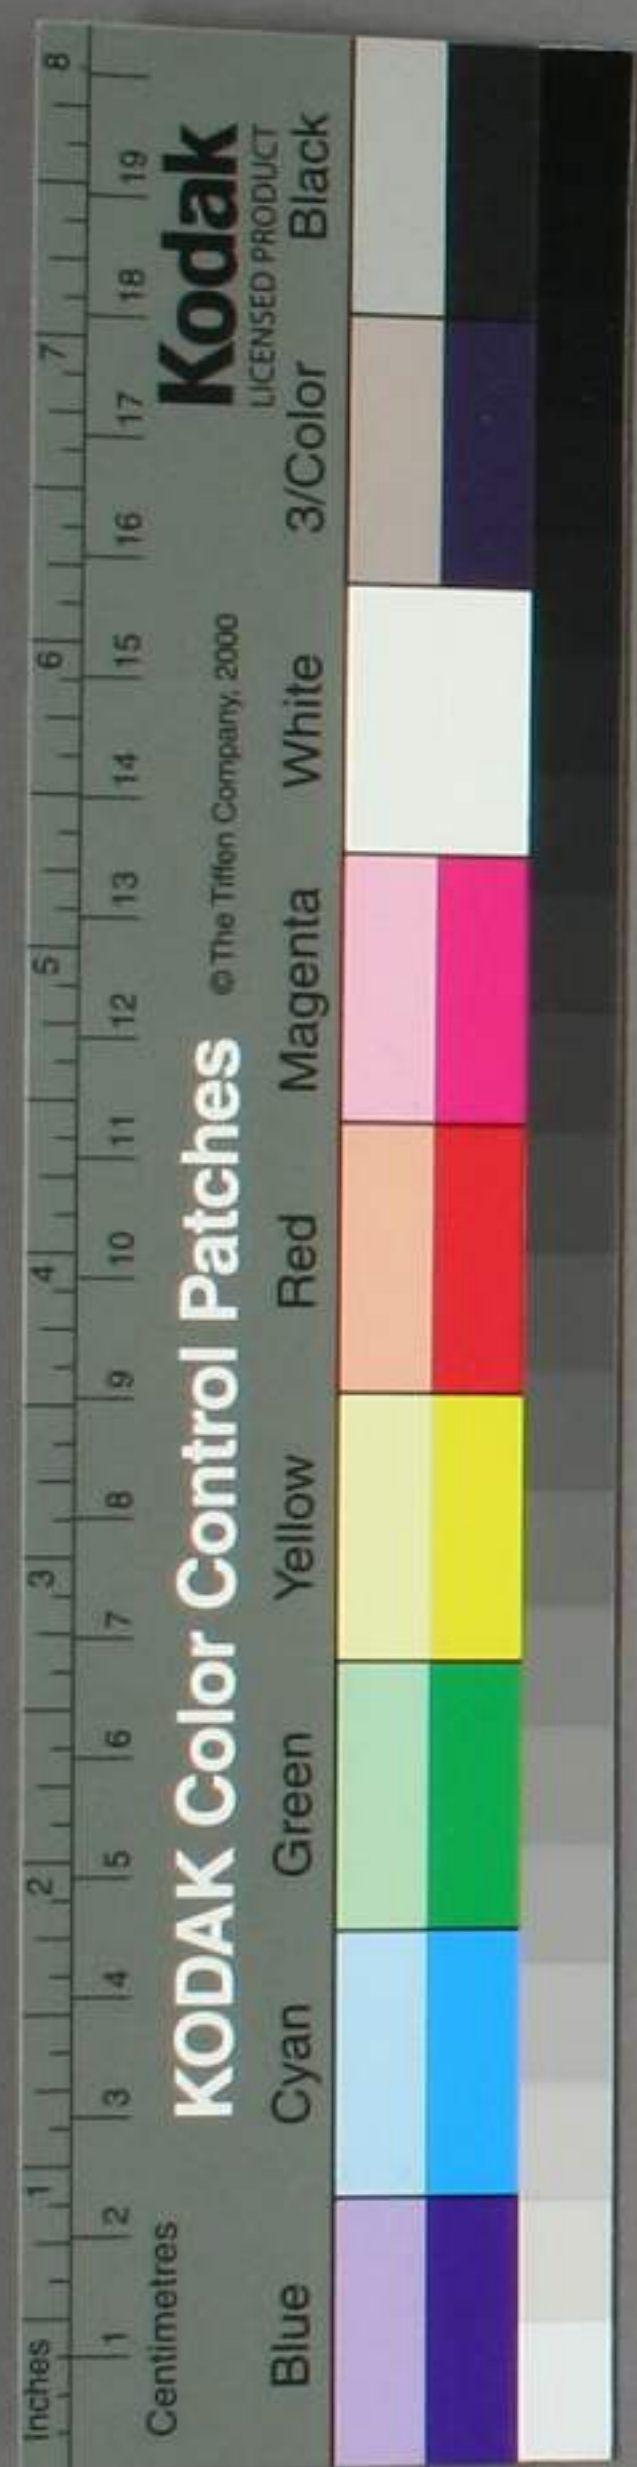 Inches 1 2 3 4 5 6 7 8
1 2 3 4 5 6 7 8 9 10 11 12 13 14 15 16 17 18 19
Centimetres
KODAK Color Control Patches
© The Tiffen Company, 2000
Kodak
LICENSED PRODUCT
Blue Cyan Green Yellow Red Magenta White 3/Color Black